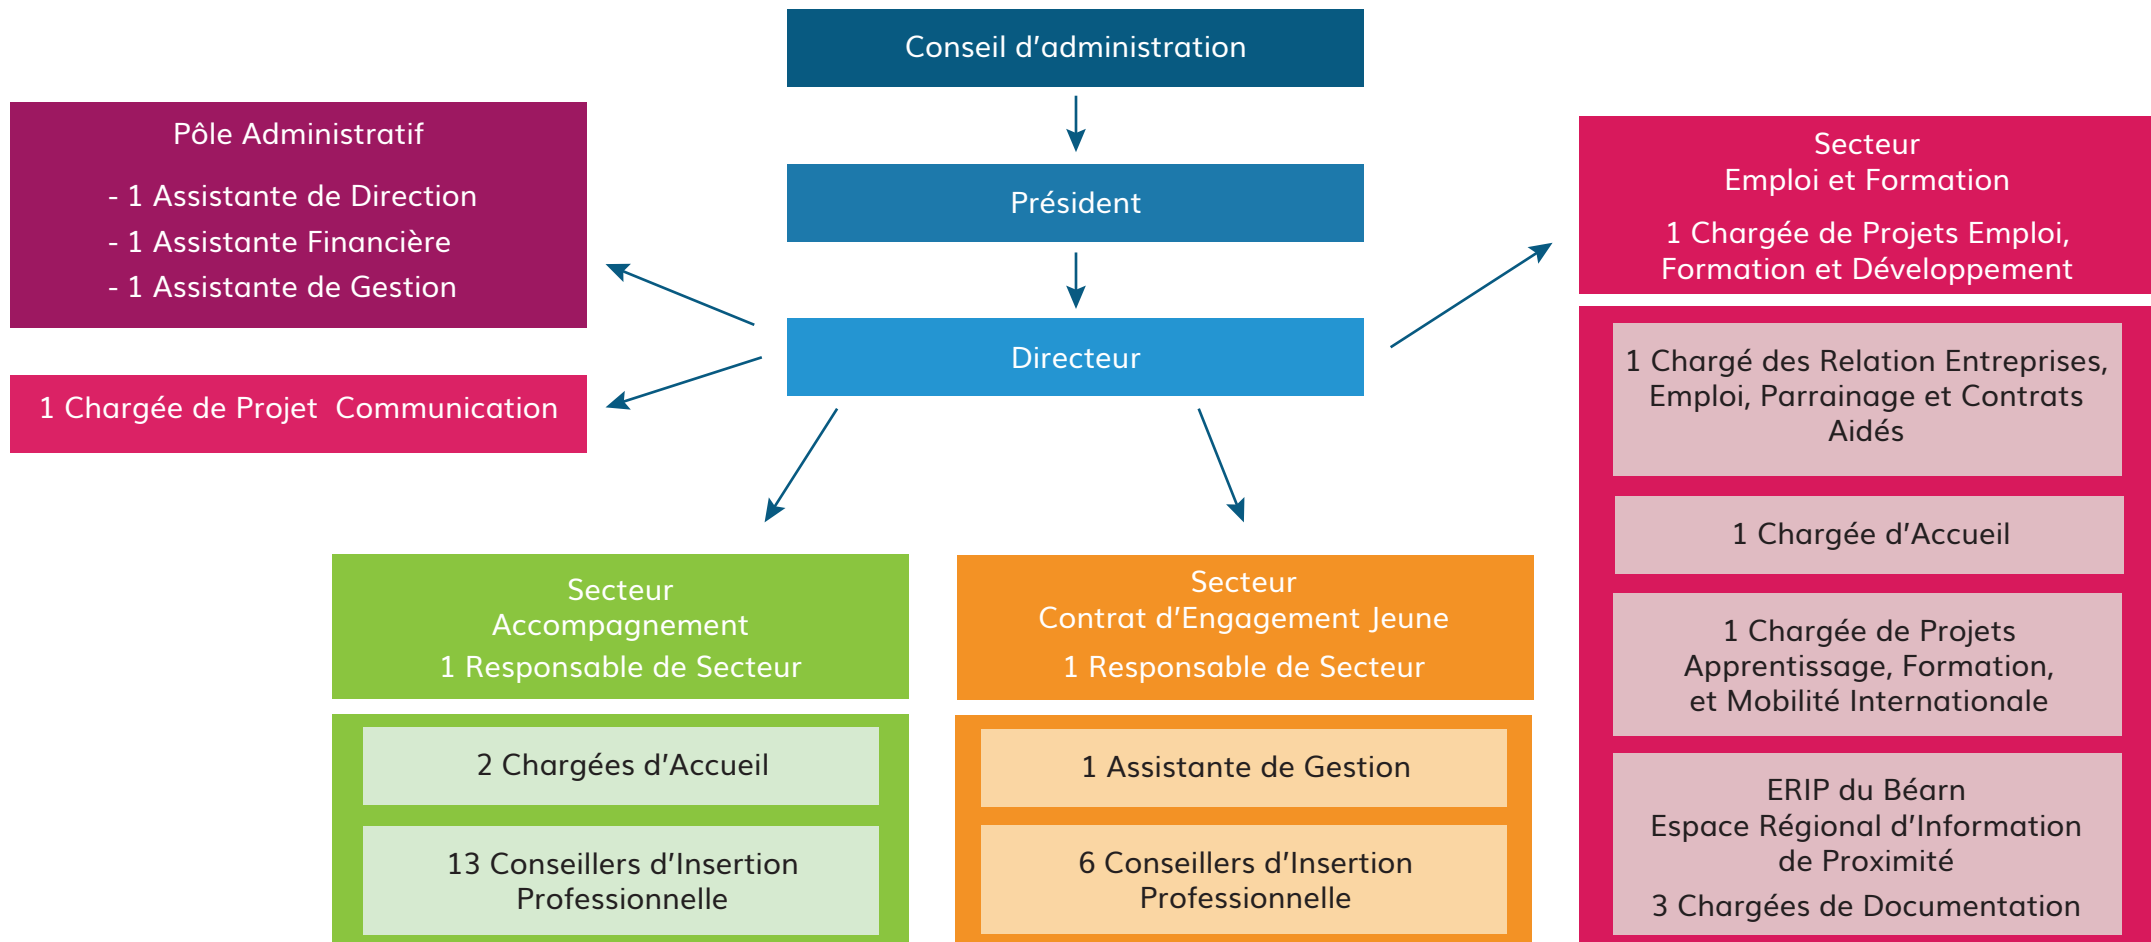 Conseil d'administration
Président
Directeur
Pôle Administratif
- 1 Assistante de Direction
- 1 Assistante Financière
- 1 Assistante de Gestion
1 Chargée de Projet  Communication
Secteur
Accompagnement
1 Responsable de Secteur
2 Chargées d'Accueil
13 Conseillers d'Insertion
Professionnelle
Secteur
Contrat d'Engagement Jeune
1 Responsable de Secteur
1 Assistante de Gestion
6 Conseillers d'Insertion
Professionnelle
Secteur
Emploi et Formation
1 Chargée de Projets Emploi,
Formation et Développement
1 Chargé des Relation Entreprises,
Emploi, Parrainage et Contrats
Aidés
1 Chargée d'Accueil
1 Chargée de Projets
Apprentissage, Formation,
et Mobilité Internationale
ERIP du Béarn
Espace Régional d'Information
de Proximité
3 Chargées de Documentation